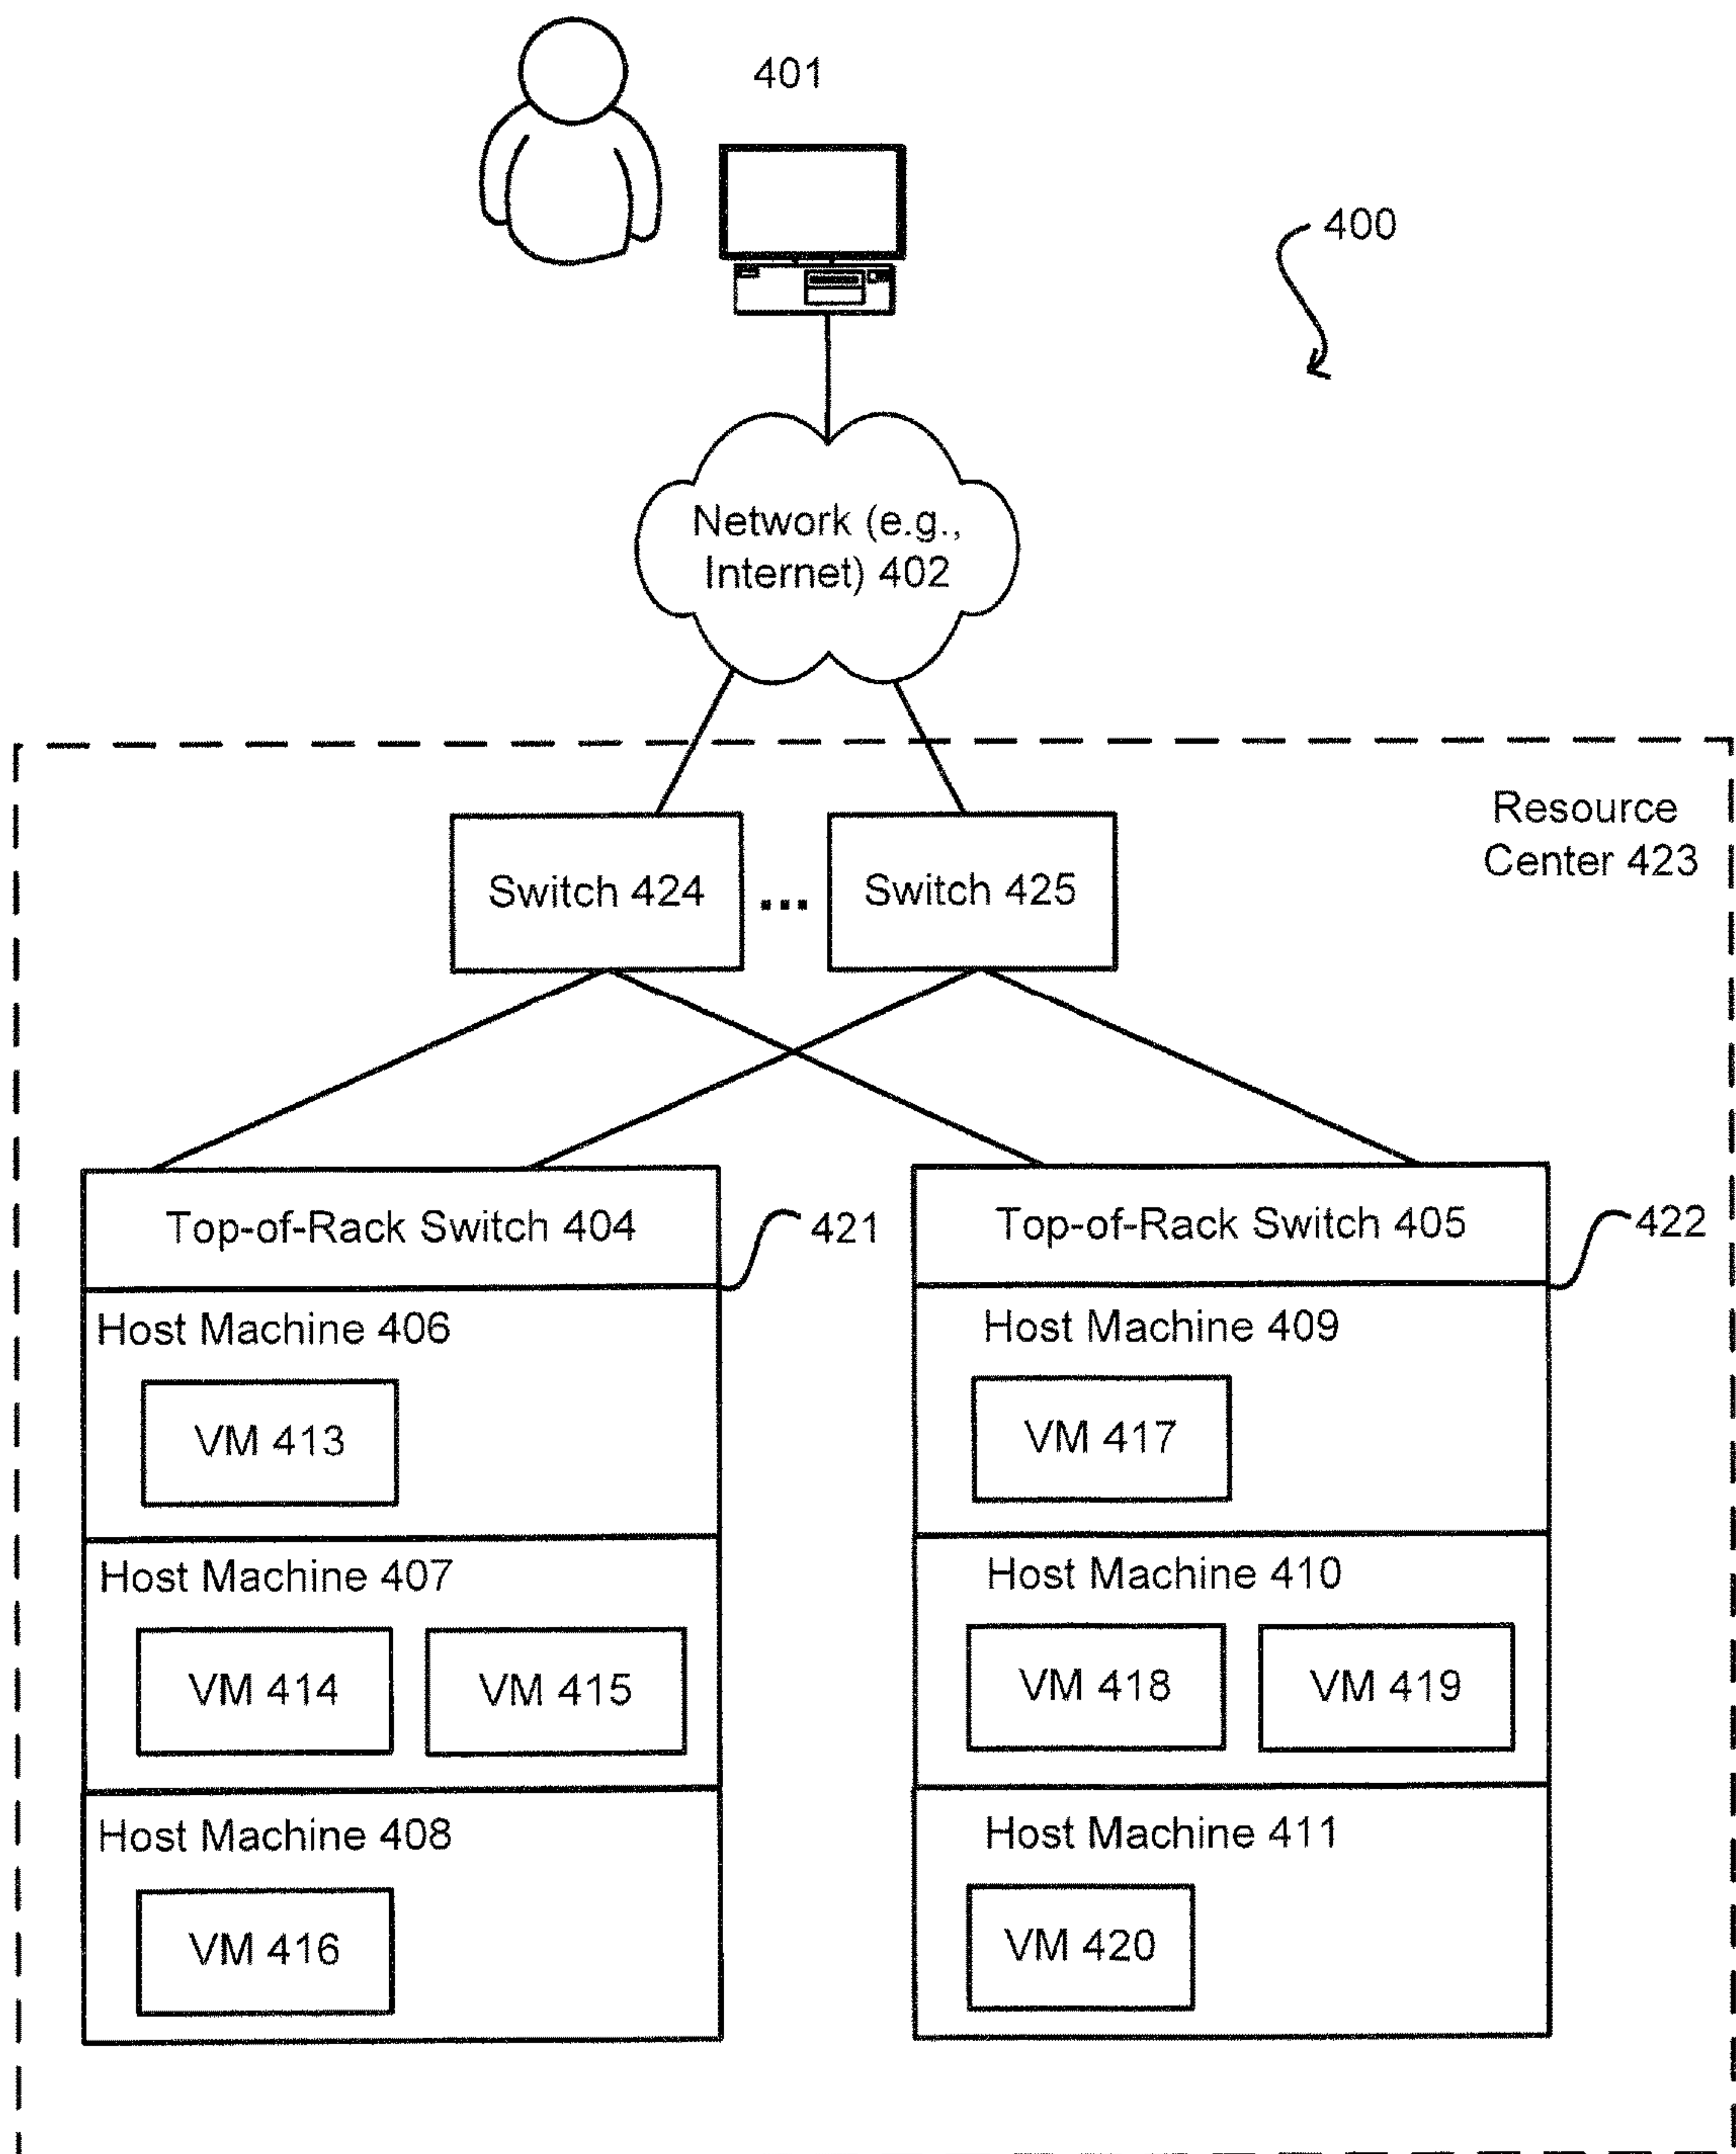 401
400
Network (e.g.,
Internet) 402
Resource
Center 423
Switch 424
...
Switch 425
Top-of-Rack Switch 404
421
Top-of-Rack Switch 405
422
Host Machine 406
VM 413
Host Machine 409
VM 417
Host Machine 407
VM 414
VM 415
Host Machine 410
VM 418
VM 419
Host Machine 408
VM 416
Host Machine 411
VM 420